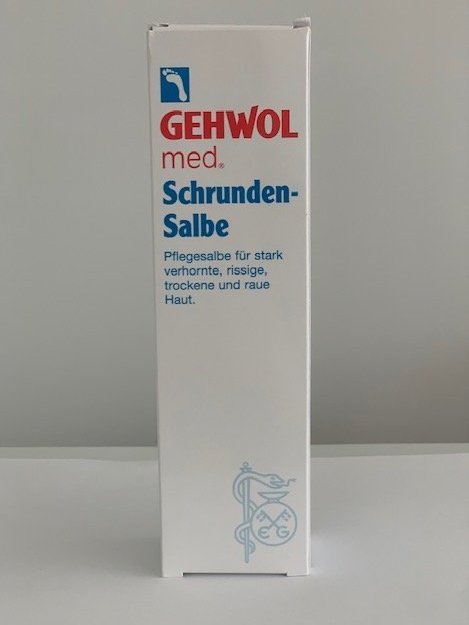 GEHWOL
med®
Schrunden-
Salbe
Pflegesalbe für stark
verhornte, rissige,
trockene und raue
Haut.
E G